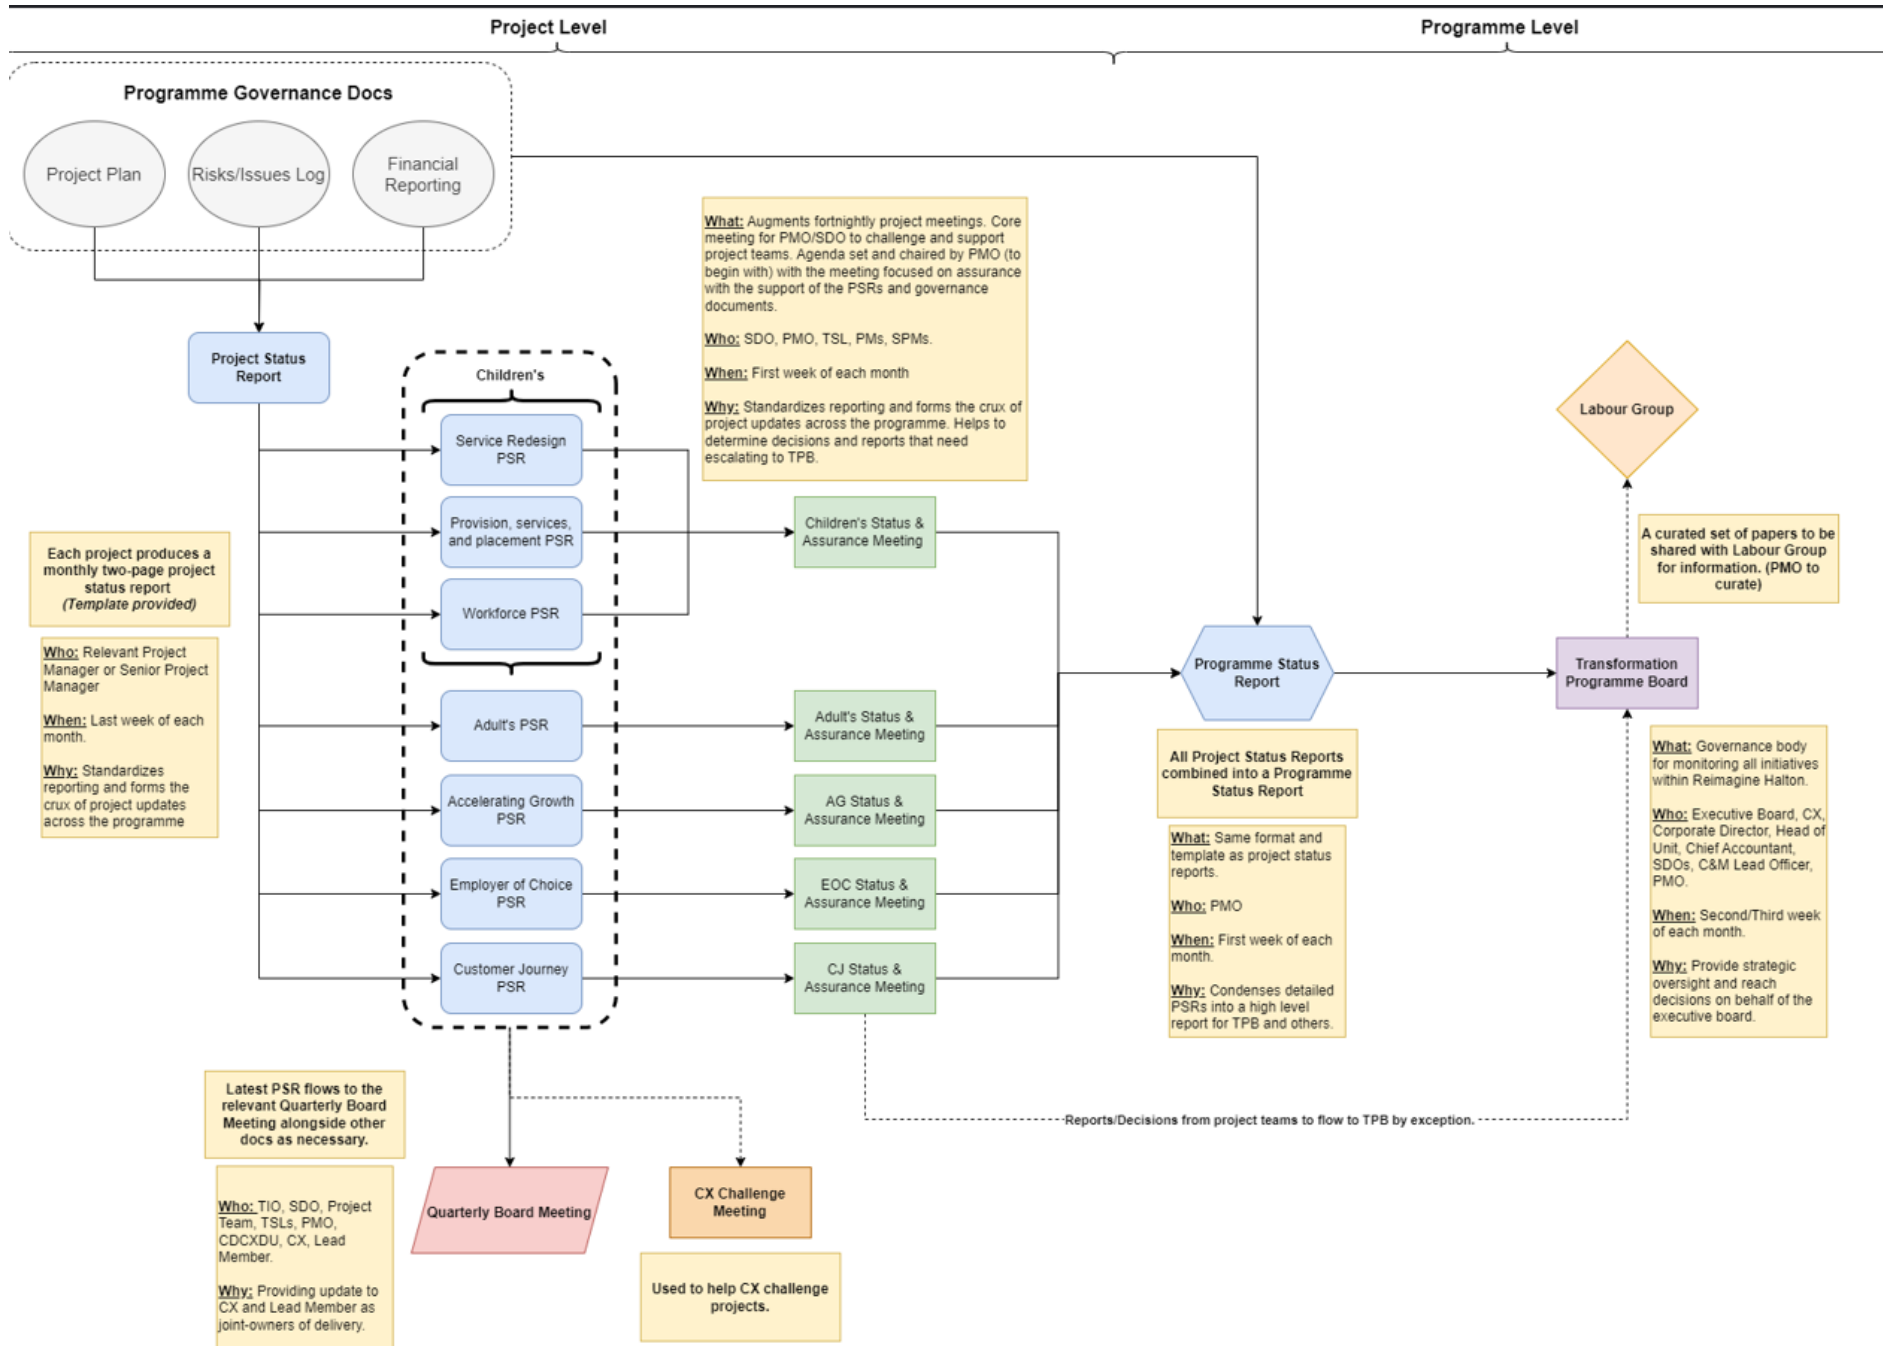 Project Level
Programme Level
Programme Governance Docs
Project Plan
Risks/Issues Log
Financial
Reporting
What: Augments fortnightly project meetings. Core
meeting for PMO/SDO to challenge and support
project teams. Agenda set and chaired by PMO (to
begin with) with the meeting focused on assurance
with the support of the PSRs and governance
documents.
Who: SDO, PMO, TSL, PMs, SPMs.
When: First week of each month
Why: Standardizes reporting and forms the crux of
project updates across the programme. Helps to
determine decisions and reports that need
escalating to TPB.
Project Status
Report
Children's
Service Redesign
PSR
Provision, services,
and placement PSR
Workforce PSR
Adult's PSR
Accelerating Growth
PSR
Employer of Choice
PSR
Customer Journey
PSR
Each project produces a
monthly two-page project
status report
(Template provided)
Who: Relevant Project
Manager or Senior Project
Manager
When: Last week of each
month.
Why: Standardizes
reporting and forms the
crux of project updates
across the programme
Children's Status &
Assurance Meeting
Adult's Status &
Assurance Meeting
AG Status &
Assurance Meeting
EOC Status &
Assurance Meeting
CJ Status &
Assurance Meeting
Programme Status
Report
All Project Status Reports
combined into a Programme
Status Report
What: Same format and
template as project status
reports.
Who: PMO
When: First week of each
month.
Why: Condenses detailed
PSRs into a high level
report for TPB and others.
Labour Group
A curated set of papers to be
shared with Labour Group
for information. (PMO to
curate)
Transformation
Programme Board
What: Governance body
for monitoring all initiatives
within Reimagine Halton.
Who: Executive Board, CX,
Corporate Director, Head of
Unit, Chief Accountant,
SDOs, C&M Lead Officer,
PMO.
When: Second/Third week
of each month.
Why: Provide strategic
oversight and reach
decisions on behalf of the
executive board.
Reports/Decisions from project teams to flow to TPB by exception.
Latest PSR flows to the
relevant Quarterly Board
Meeting alongside other
docs as necessary.
Who: TIO, SDO, Project
Team, TSLs, PMO,
CDCXDU, CX, Lead
Member.
Why: Providing update to
CX and Lead Member as
joint-owners of delivery.
Quarterly Board Meeting
CX Challenge
Meeting
Used to help CX challenge
projects.